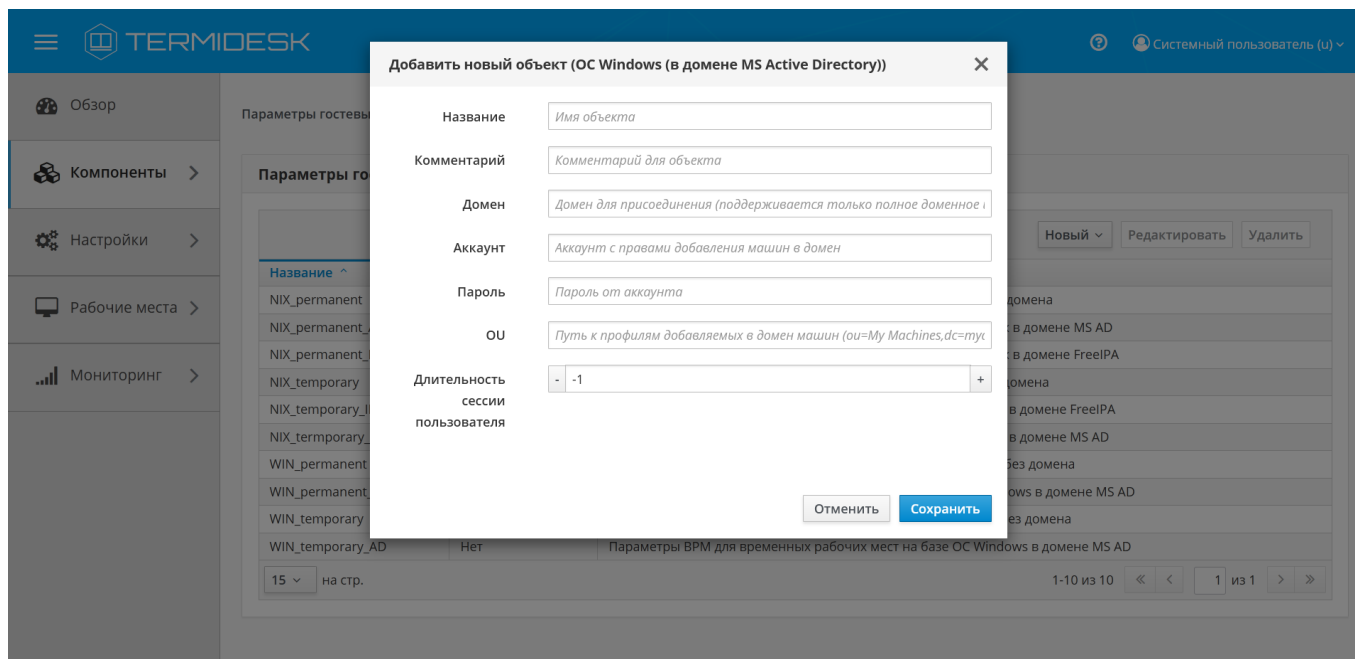 TERMIDESK
Системный пользователь (u)
Добавить новый объект (ОС Windows (в домене MS Active Directory))
Обзор
Компоненты
Настройки
Рабочие места
Мониторинг
Параметры гостевы
Параметры го
Название
Имя объекта
Комментарий
Комментарий для объекта
Домен
Домен для присоединения (поддерживается только полное доменное
Аккаунт
Аккаунт с правами добавления машин в домен
Пароль
Пароль от аккаунта
OU
Путь к профилям добавляемых в домен машин (ou=My Machines,dc=myd
Длительность
сессии
пользователя
- -1 +
Отменить Сохранить
Новый Редактировать Удалить
Название
NIX_permanent домена
NIX_permanent_ в домене MS AD
NIX_permanent_ в домене FreeIPA
NIX_temporary домена
NIX_temporary_I в домене FreeIPA
NIX_termporary_ в домене MS AD
WIN_permanent без домена
WIN_permanent_ ows в домене MS AD
WIN_temporary ез домена
WIN_temporary_AD Нет Параметры ВРМ для временных рабочих мест на базе ОС Windows в домене MS AD
15 на стр. 1-10 из 10 1 из 1